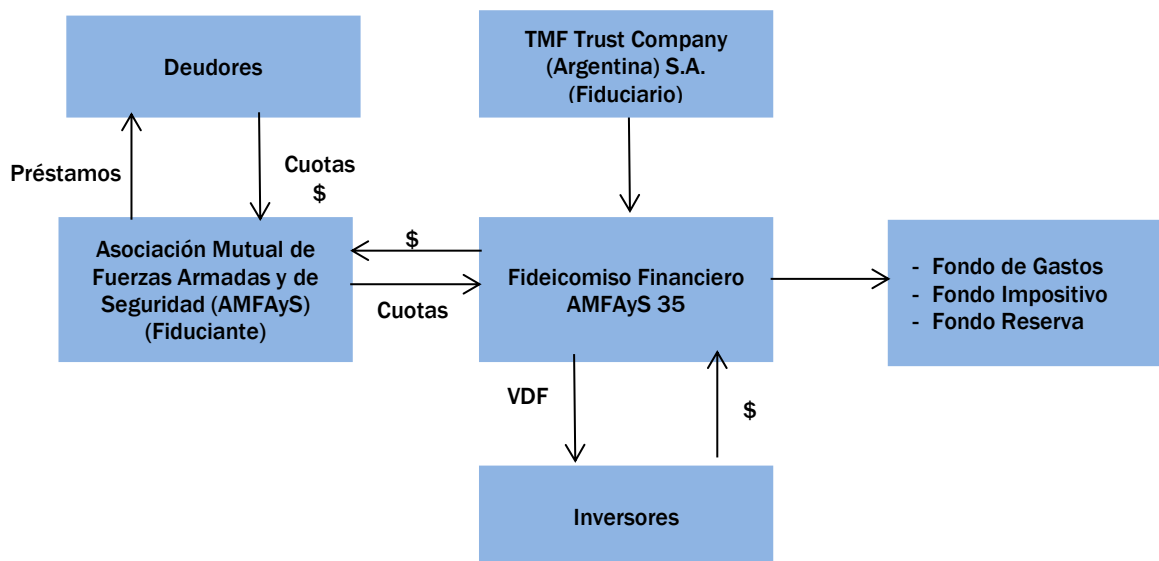 Deudores
TMF Trust Company
(Argentina) S.A.
(Fiduciario)
Préstamos
Cuotas
$
Asociación Mutual de
Fuerzas Armadas y de
Seguridad (AMFAyS)
(Fiduciante)
$
Cuotas
Fideicomiso Financiero
AMFAyS 35
- Fondo de Gastos
- Fondo Impositivo
- Fondo Reserva
VDF
$
Inversores